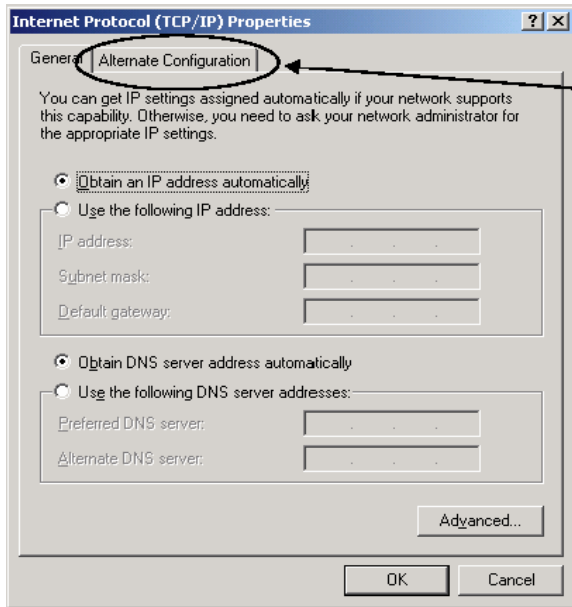 Internet Protocol (TCP/IP) Properties
General
Alternate Configuration
You can get IP settings assigned automatically if your network supports
this capability. Otherwise, you need to ask your network administrator for
the appropriate IP settings.
Obtain an IP address automatically
Use the following IP address:
IP address:
Subnet mask:
Default gateway:
Obtain DNS server address automatically
Use the following DNS server addresses:
Preferred DNS server:
Alternate DNS server:
Advanced...
OK
Cancel